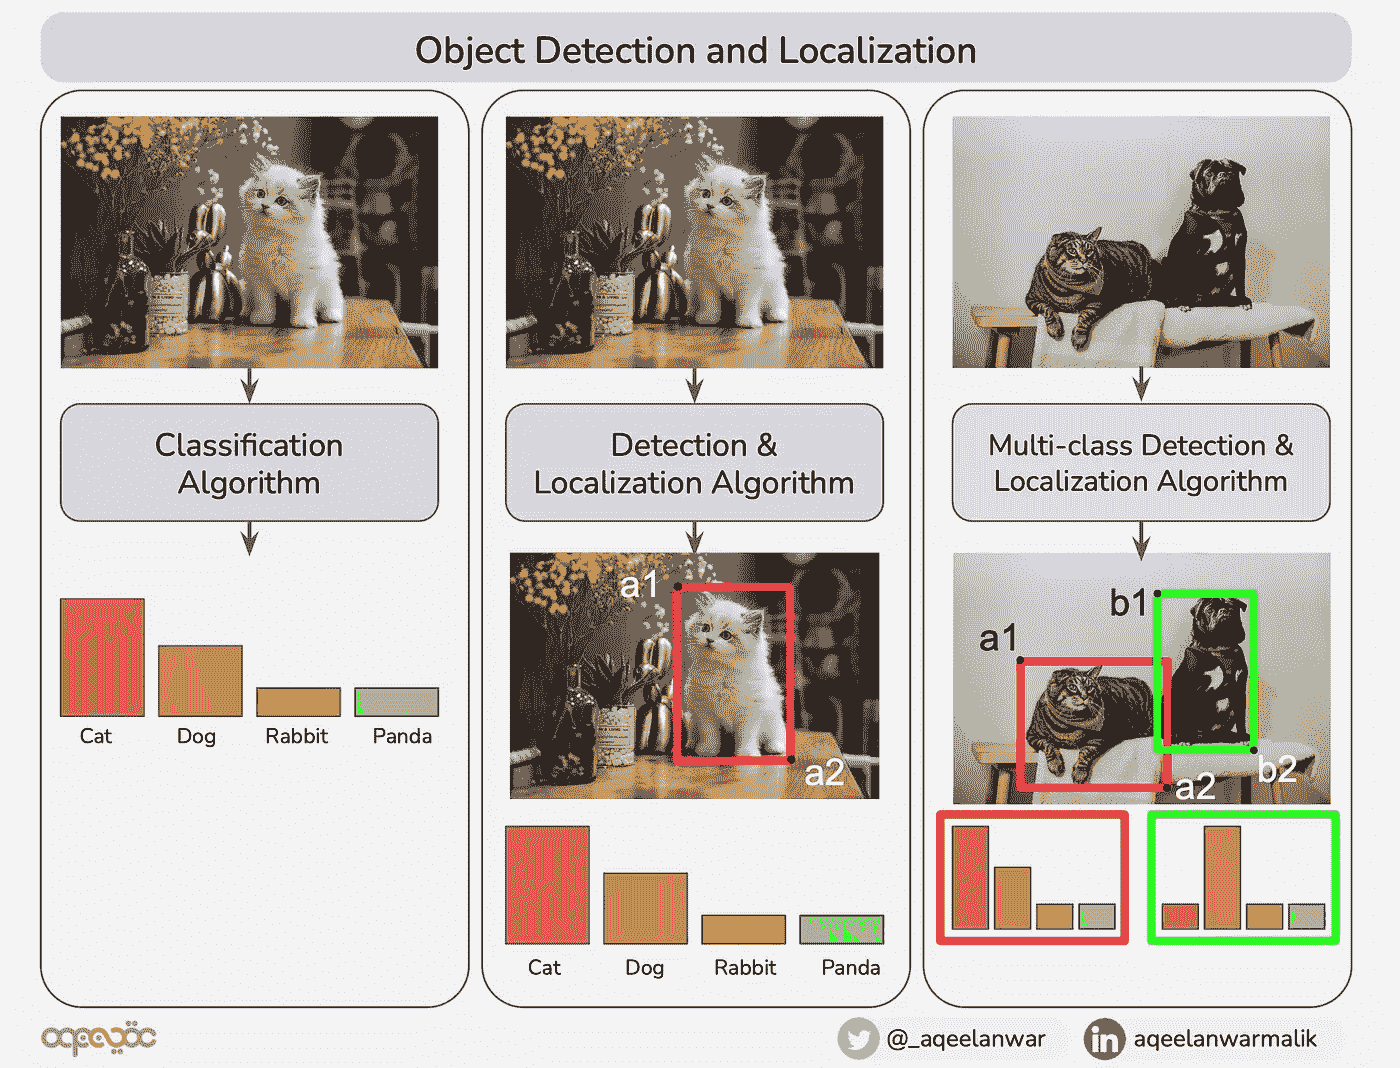 Object Detection and Localization
Classification
Algorithm
Cat
Dog
Rabbit
Panda
Detection &
Localization Algorithm
a1
a2
Cat
Dog
Rabbit
Panda
Multi-class Detection &
Localization Algorithm
a1
b1
a2
b2
@_aqeelanwar
aqeelanwarmalik
in